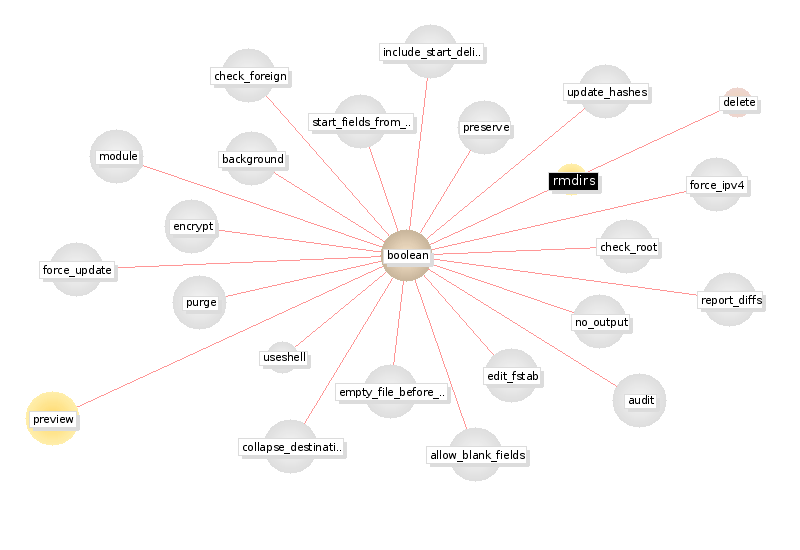 include_start_deli..
check_foreign
update_hashes
delete
start_fields_from_..
preserve
module
background
rmdirs
force_ipv4
encrypt
check_root
boolean
force_update
purge
report_diffs
no_output
useshell
edit_fstab
empty_file_before_..
audit
preview
collapse_destinati..
allow_blank_fields